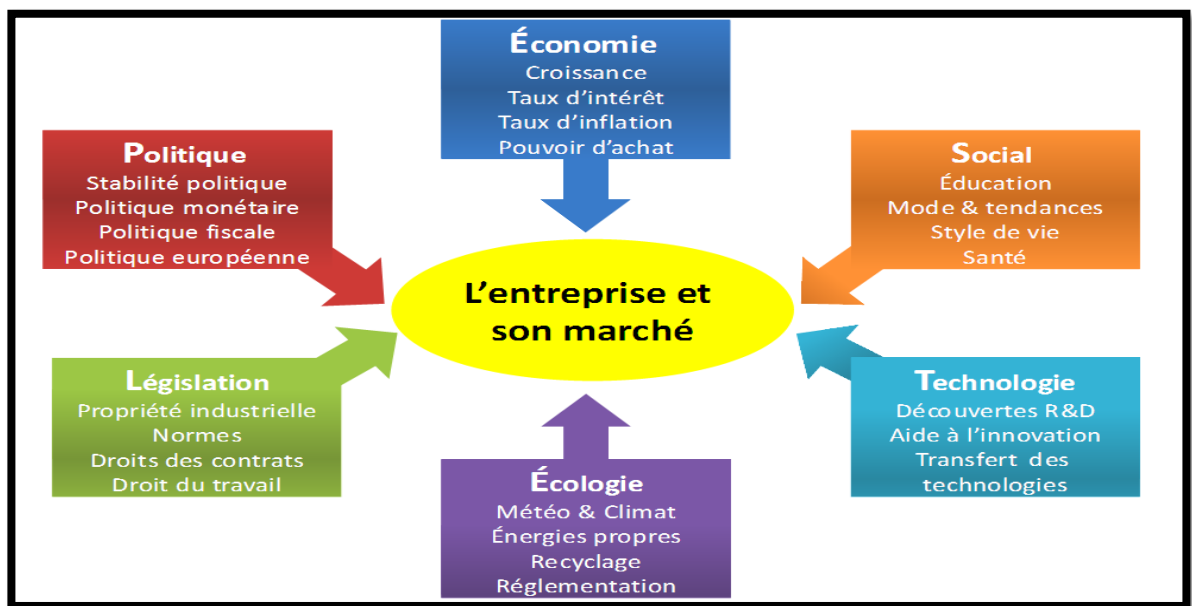 Économie
Croissance
Taux d'intérêt
Taux d'inflation
Pouvoir d'achat
Politique
Stabilité politique
Politique monétaire
Politique fiscale
Politique européenne
Social
Éducation
Mode & tendances
Style de vie
Santé
L'entreprise et
son marché
Législation
Propriété industrielle
Normes
Droits des contrats
Droit du travail
Technologie
Découvertes R&D
Aide à l'innovation
Transfert des
technologies
Écologie
Météo & Climat
Énergies propres
Recyclage
Réglementation